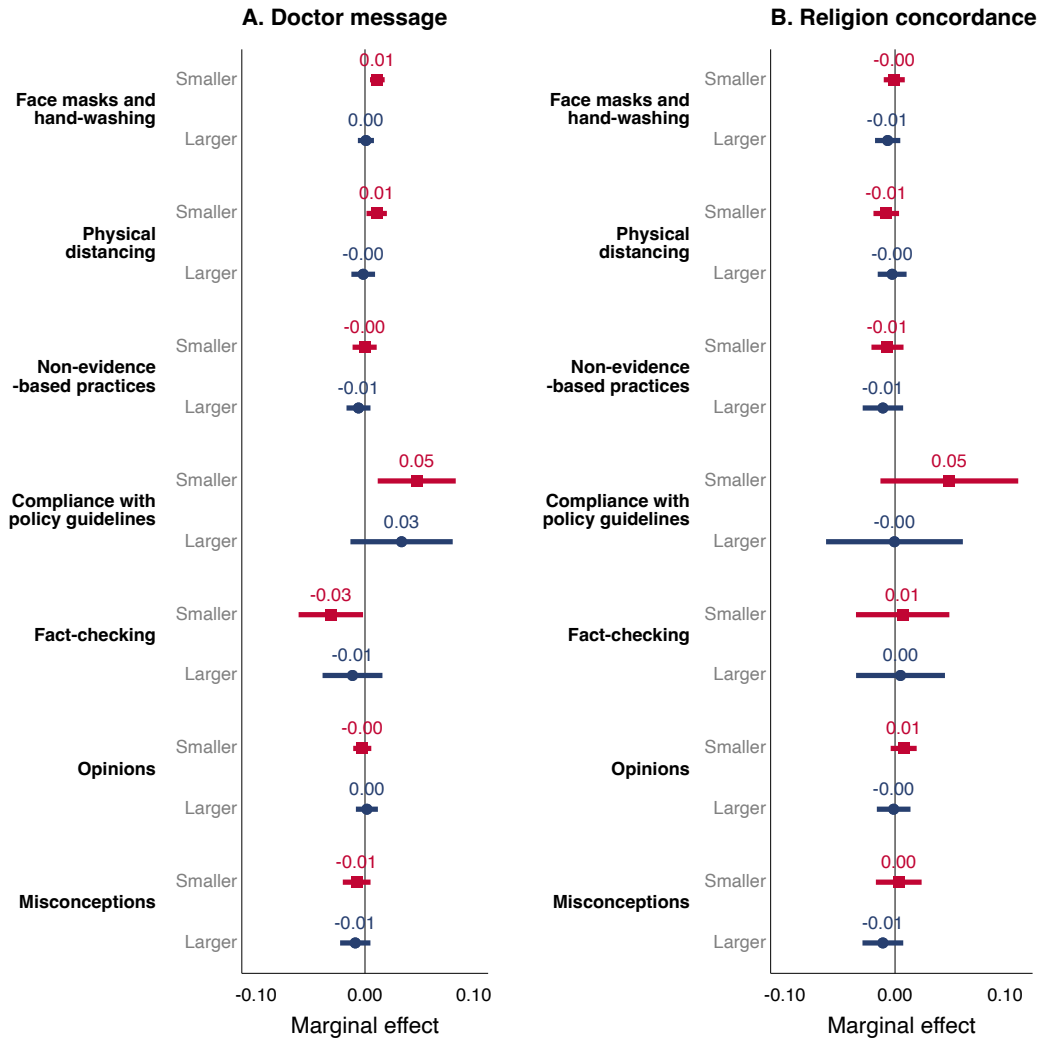 A. Doctor message
Face masks and
hand-washing
Smaller
0.01
Larger
0.00
Physical
distancing
Smaller
0.01
Larger
-0.00
Non-evidence
-based practices
Smaller
-0.00
Larger
-0.01
Compliance with
policy guidelines
Smaller
0.05
Larger
0.03
Fact-checking
Smaller
-0.03
Larger
-0.01
Opinions
Smaller
-0.00
Larger
0.00
Misconceptions
Smaller
-0.01
Larger
-0.01
-0.10 0.00 0.10
Marginal effect
B. Religion concordance
Face masks and
hand-washing
Smaller
-0.00
Larger
-0.01
Physical
distancing
Smaller
-0.01
Larger
-0.00
Non-evidence
-based practices
Smaller
-0.01
Larger
-0.01
Compliance with
policy guidelines
Smaller
0.05
Larger
-0.00
Fact-checking
Smaller
0.01
Larger
0.00
Opinions
Smaller
0.01
Larger
-0.00
Misconceptions
Smaller
0.00
Larger
-0.01
-0.10 0.00 0.10
Marginal effect